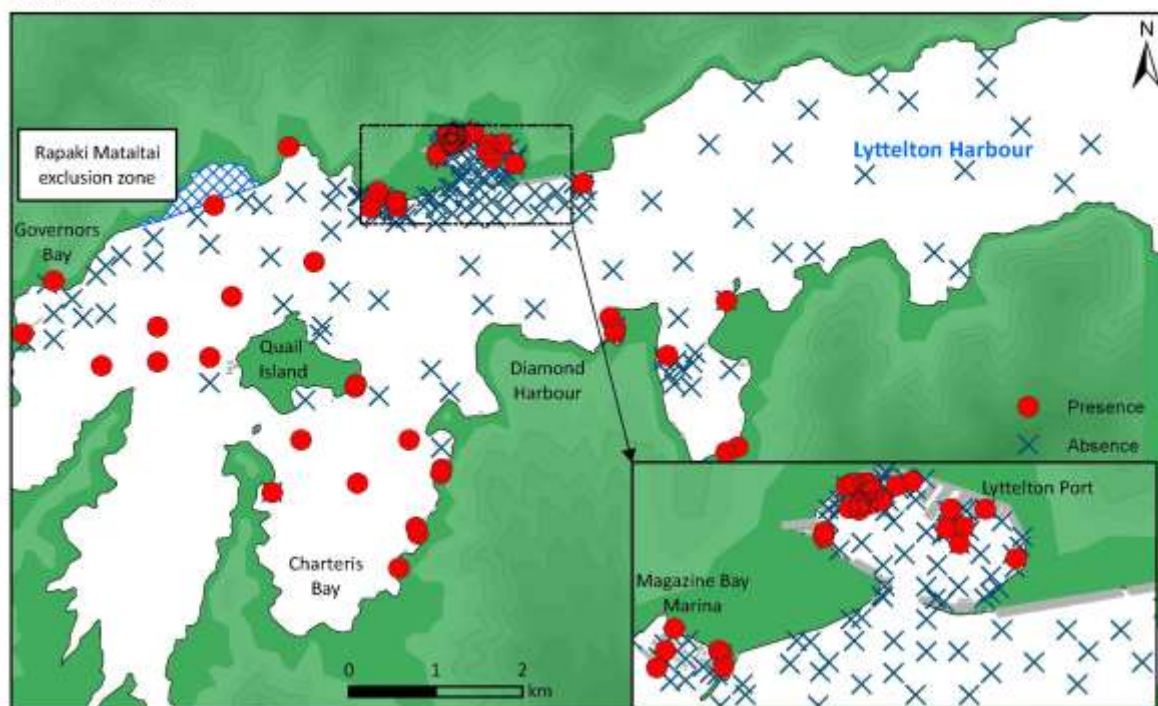 N
Rapaki Mataitai
exclusion zone
Lyttelton Harbour
Governors
Bay
Quail
Island
Diamond
Harbour
Presence
Absence
Lyttelton Port
Charteris
Bay
Magazine Bay
Marina
0 1 2
km